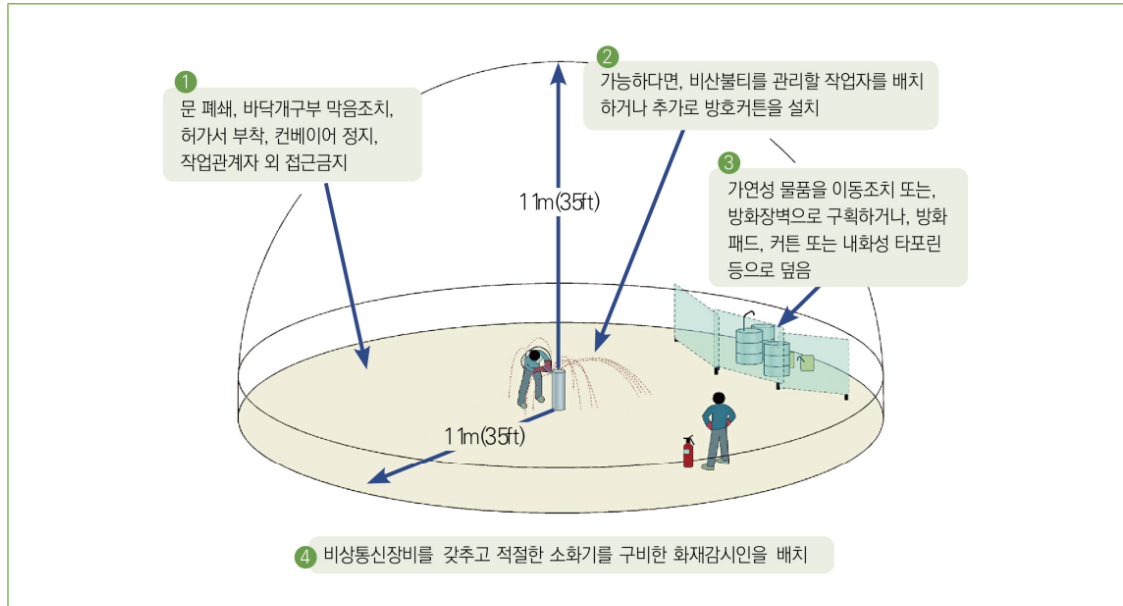 1
문 폐쇄, 바닥개구부 막음조치,
허가서 부착, 컨베이어 정지,
작업관계자 외 접근금지
2
가능하다면, 비산불티를 관리할 작업자를 배치
하거나 추가로 방호커튼을 설치
3
가연성 물품을 이동조치 또는,
방화장벽으로 구획하거나, 방화
패드, 커튼 또는 내화성 타포린
등으로 덮음
11m(35ft)
11m(35ft)
4 비상통신장비를 갖추고 적절한 소화기를 구비한 화재감시인을 배치